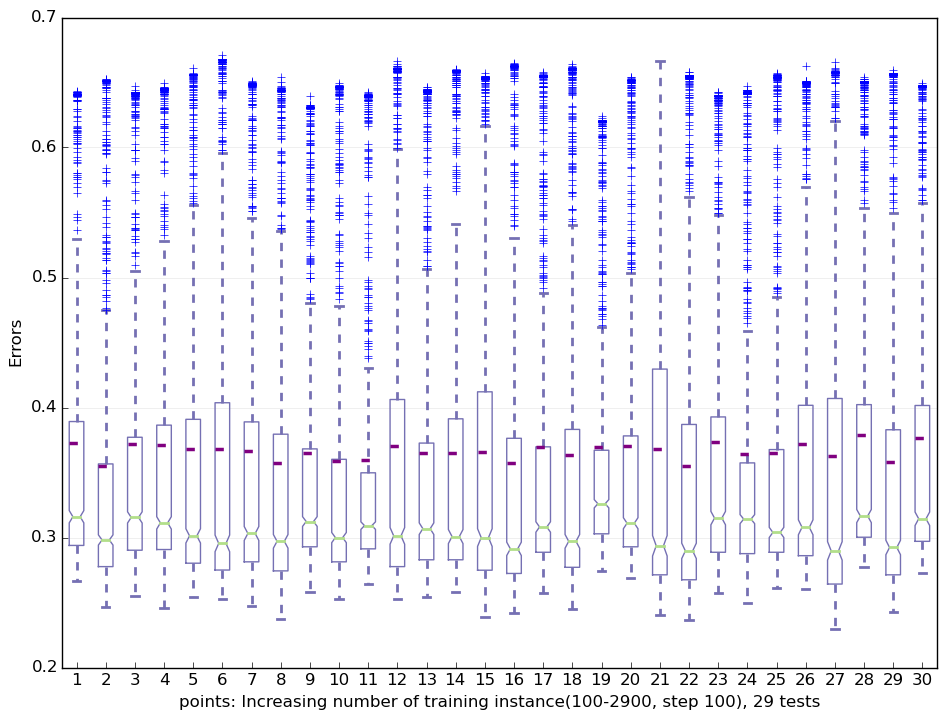 0.7
0.6
0.5
0.4
0.3
0.2
Errors
1 2 3 4 5 6 7 8 9 10 11 12 13 14 15 16 17 18 19 20 21 22 23 24 25 26 27 28 29 30
points: Increasing number of training instance(100-2900, step 100), 29 tests